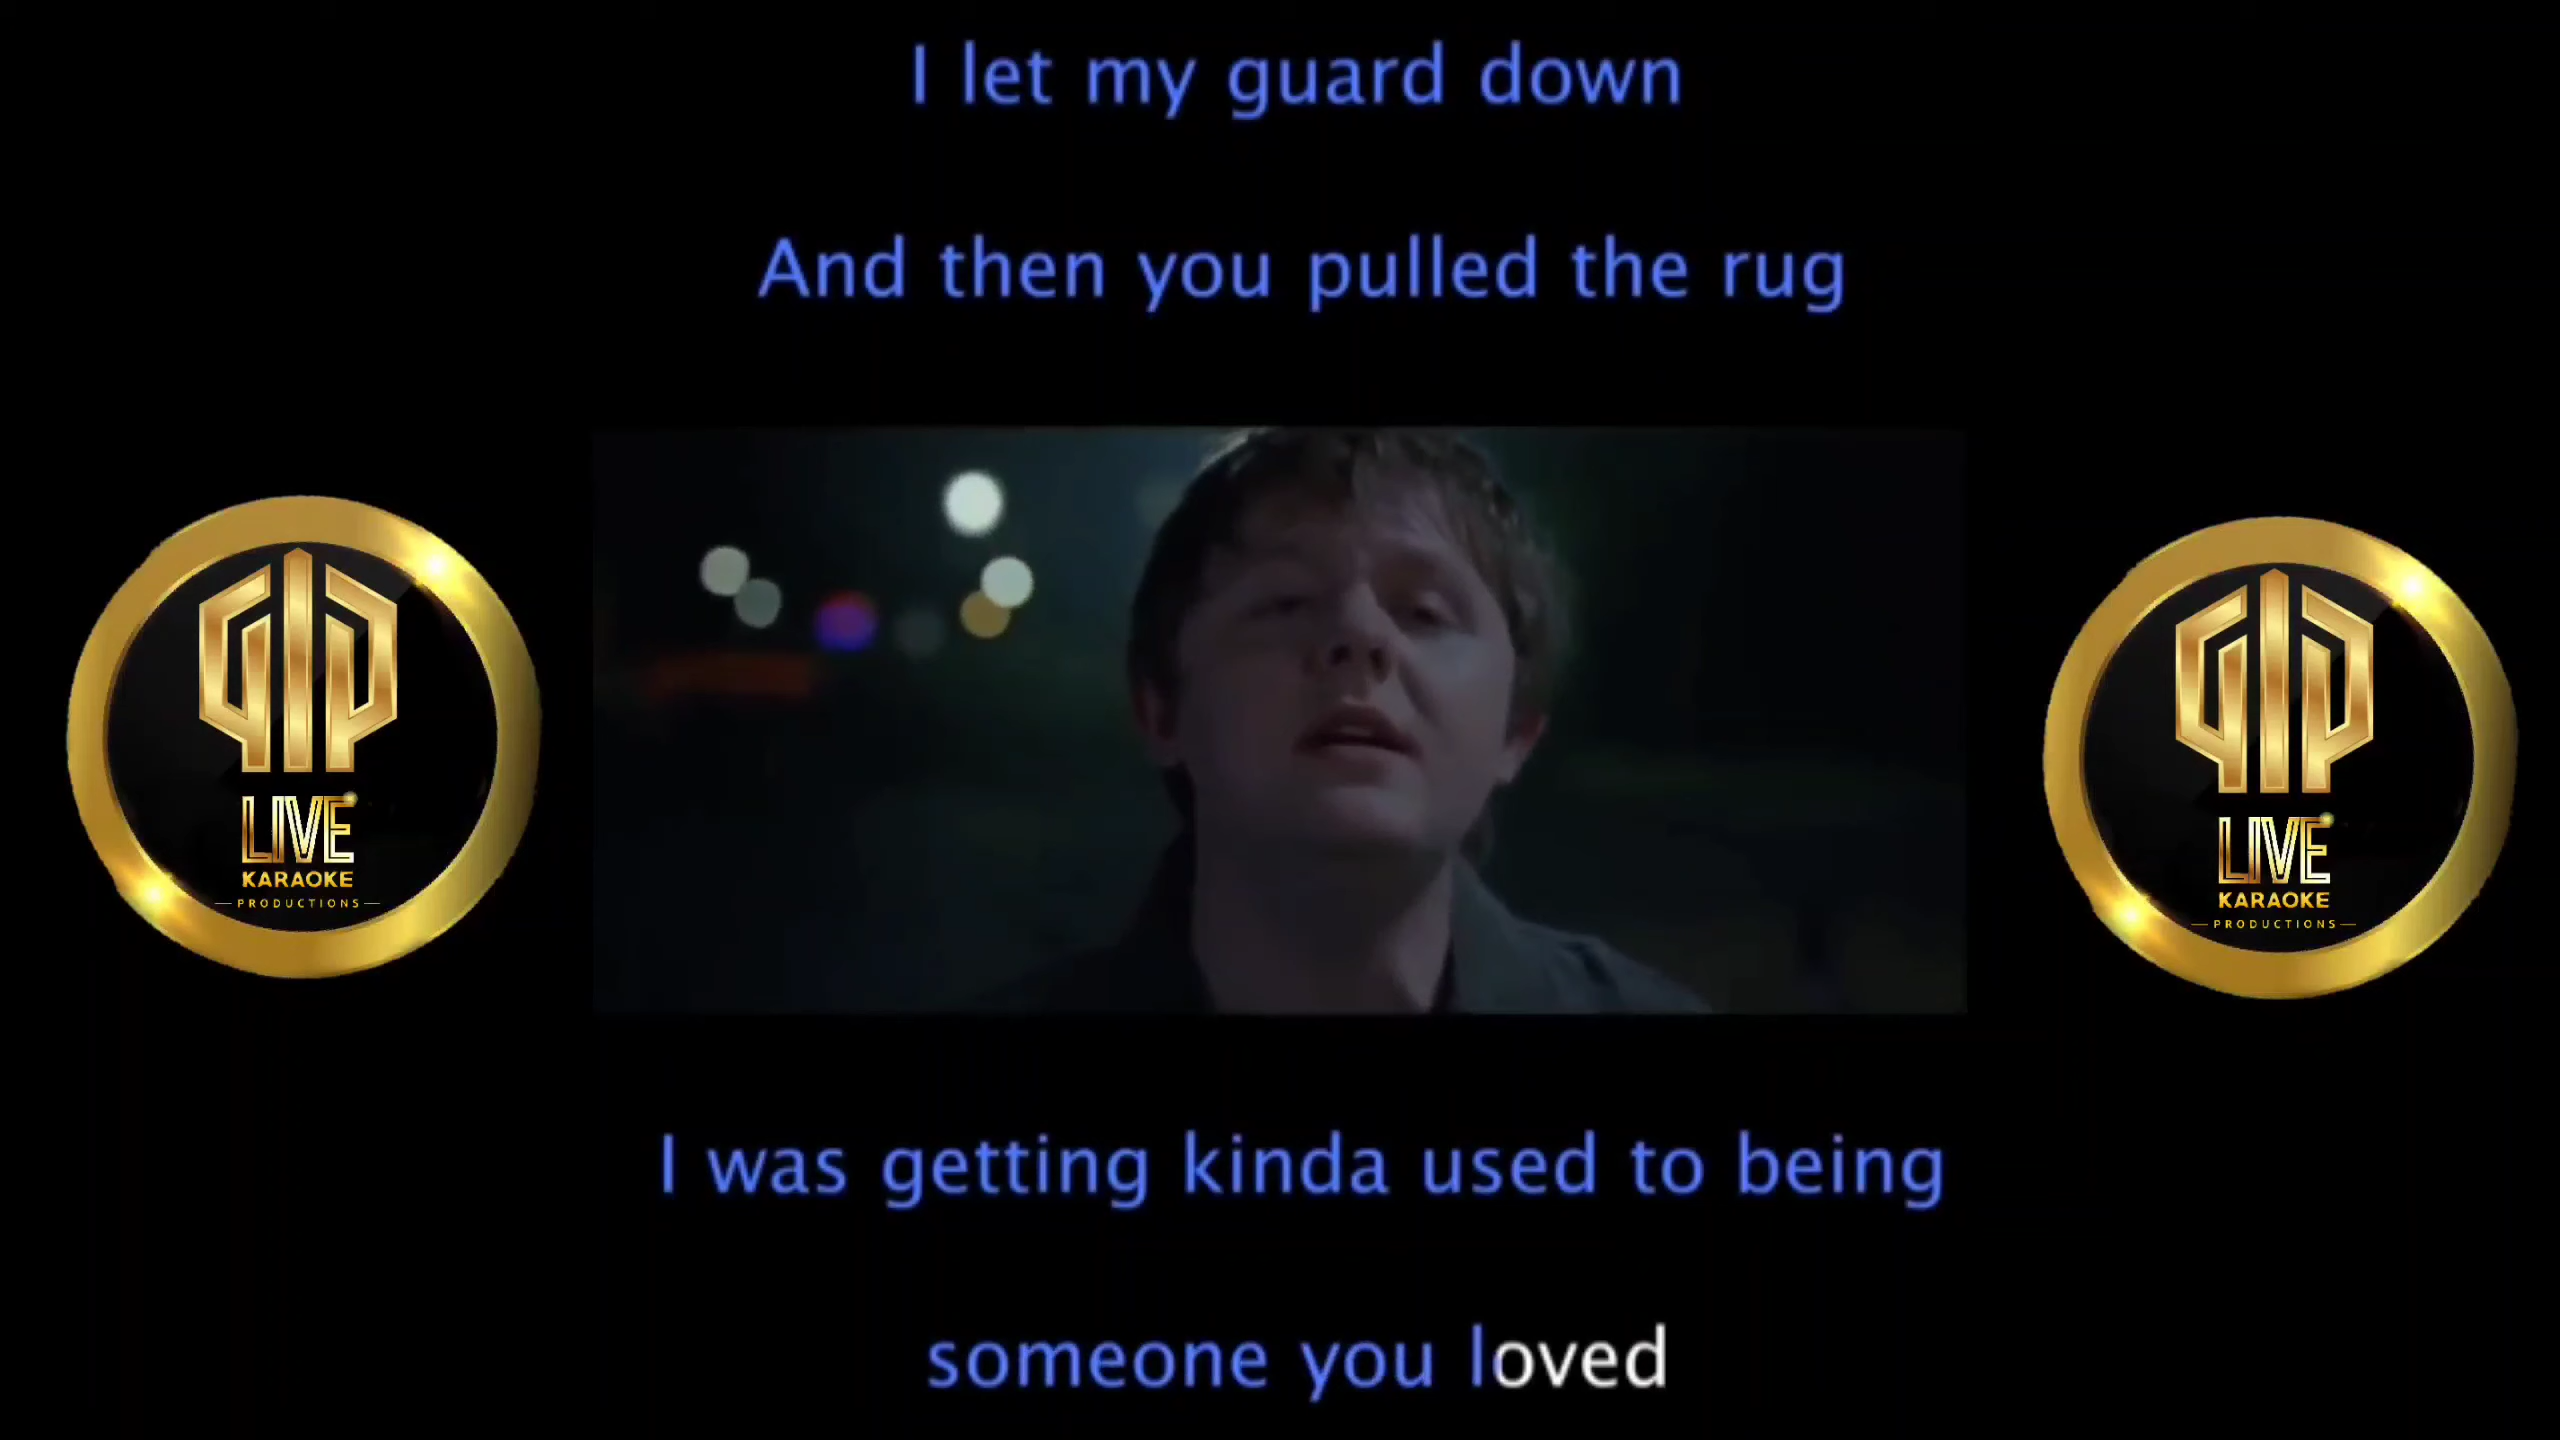 I let my guard down
And then you pulled the rug
LIVE
KARAOKE
PRODUCTIONS
LIVE
KARAOKE
PRODUCTIONS
I was getting kinda used to being
someone you loved